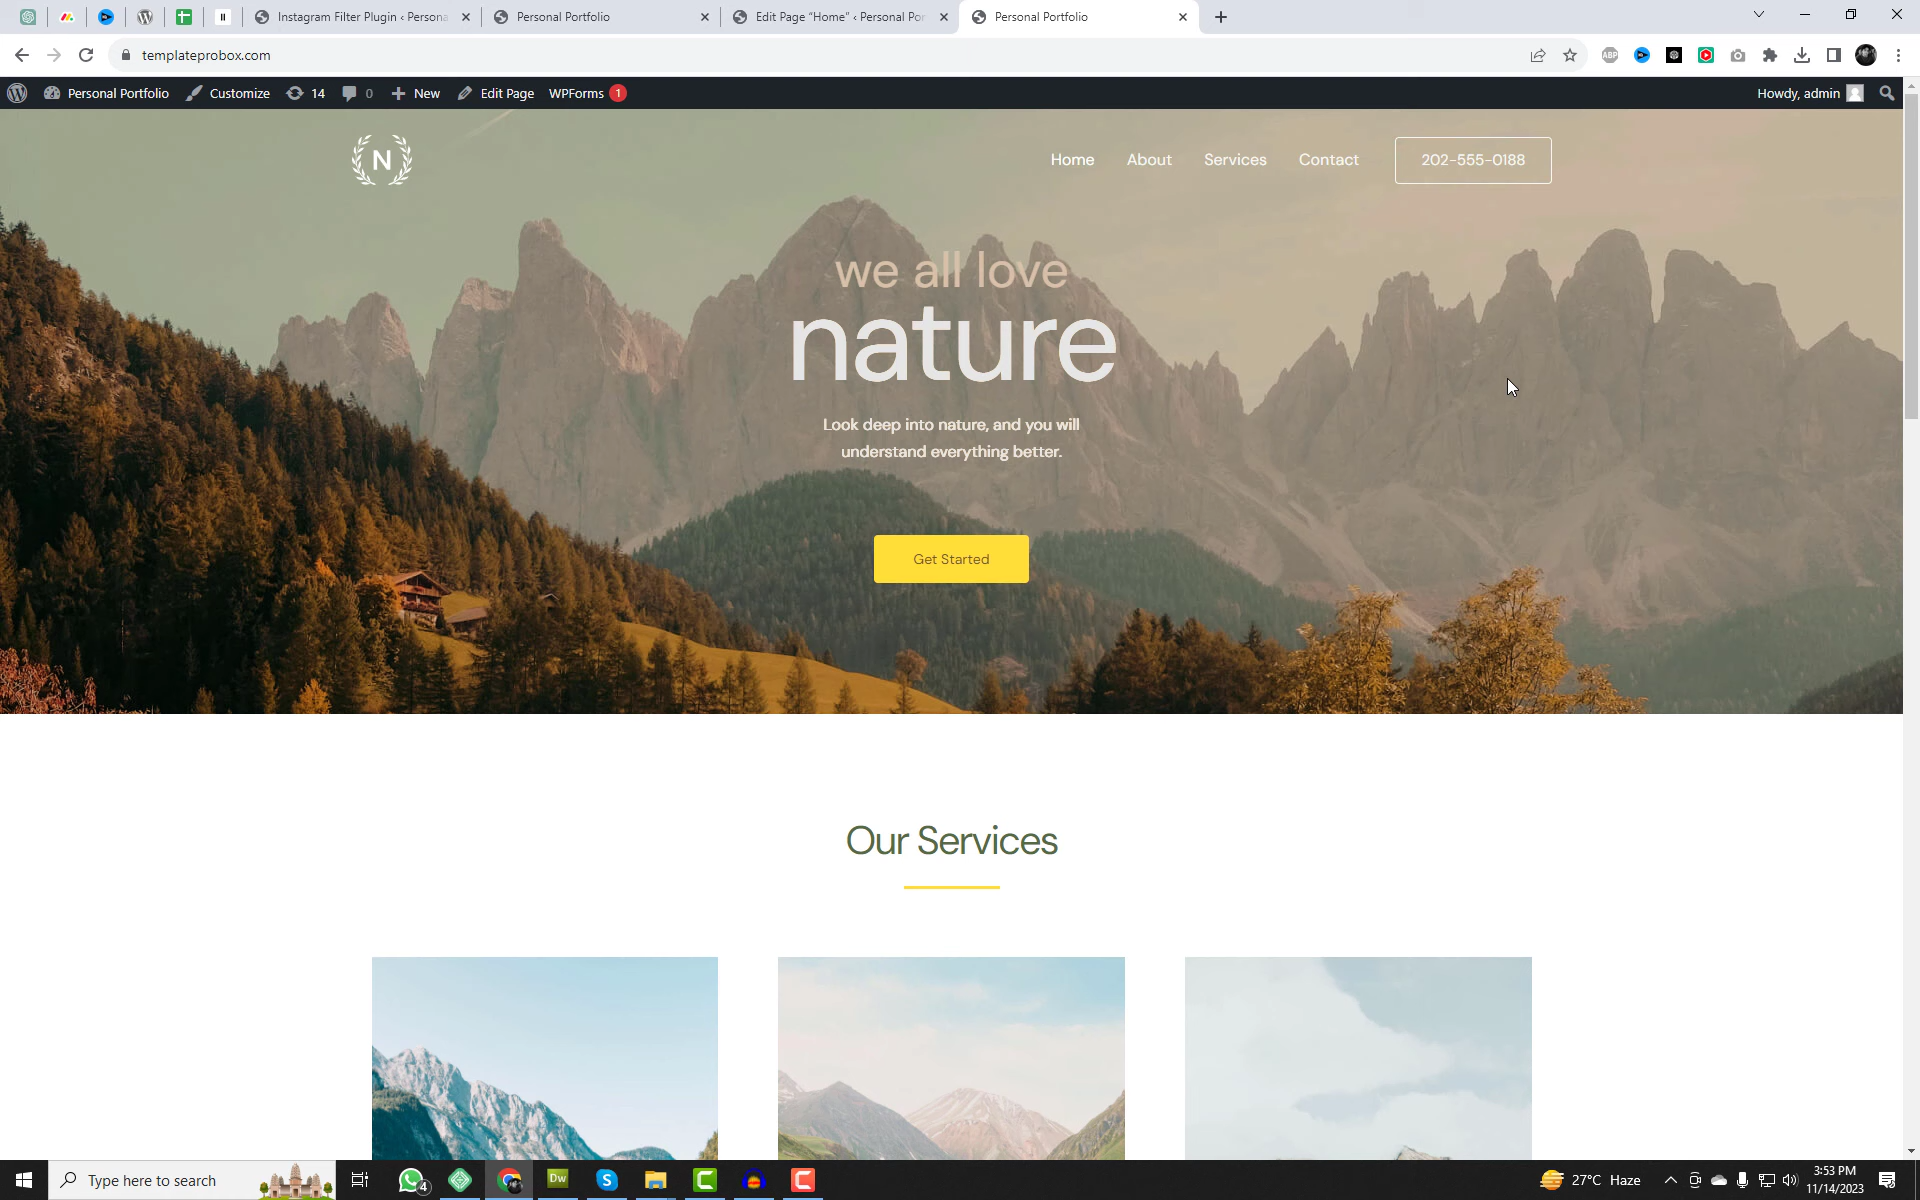 Instagram Filter Plugin ‹ Persona
Personal Portfolio
Edit Page “Home” ‹ Personal Por
Personal Portfolio
templateprobox.com
ABP
Personal Portfolio
Customize
14
0
New
Edit Page
WPForms 1
Howdy, admin
N
Home
About
Services
Contact
202-555-0188
we all love
nature
Look deep into nature, and you will
understand everything better.
Get Started
Our Services
Type here to search
4
Dw
27°C Haze
3:53 PM
11/14/2023